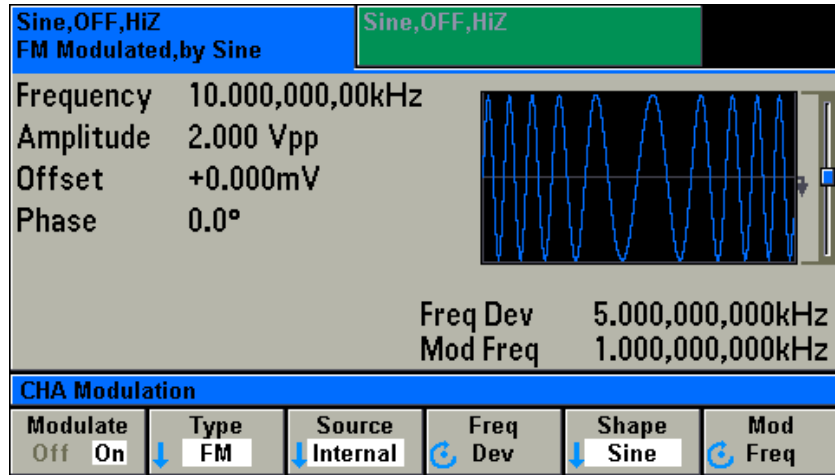 Sine,OFF,HiZ
FM Modulated,by Sine
Sine,OFF,HiZ
Frequency 10.000,000,00kHz
Amplitude 2.000 Vpp
Offset +0.000mV
Phase 0.0°
Freq Dev 5.000,000,000kHz
Mod Freq 1.000,000,000kHz
CHA Modulation
Modulate Type Source Freq Shape Mod
Off On FM Internal Dev Sine Freq